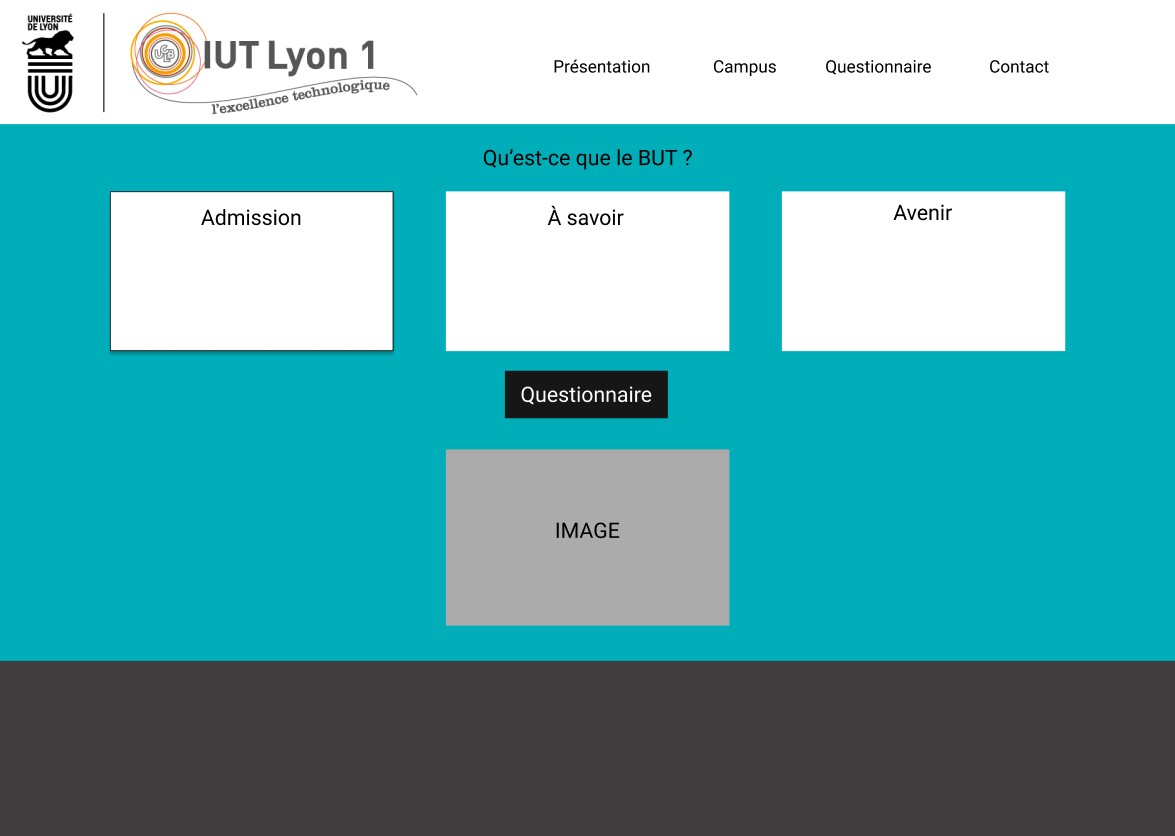 UNIVERSITÉ
DE LYON
UCBL
IUT Lyon 1
l'excellence technologique
Présentation
Campus
Questionnaire
Contact
Qu’est-ce que le BUT ?
Admission
À savoir
Avenir
Questionnaire
IMAGE